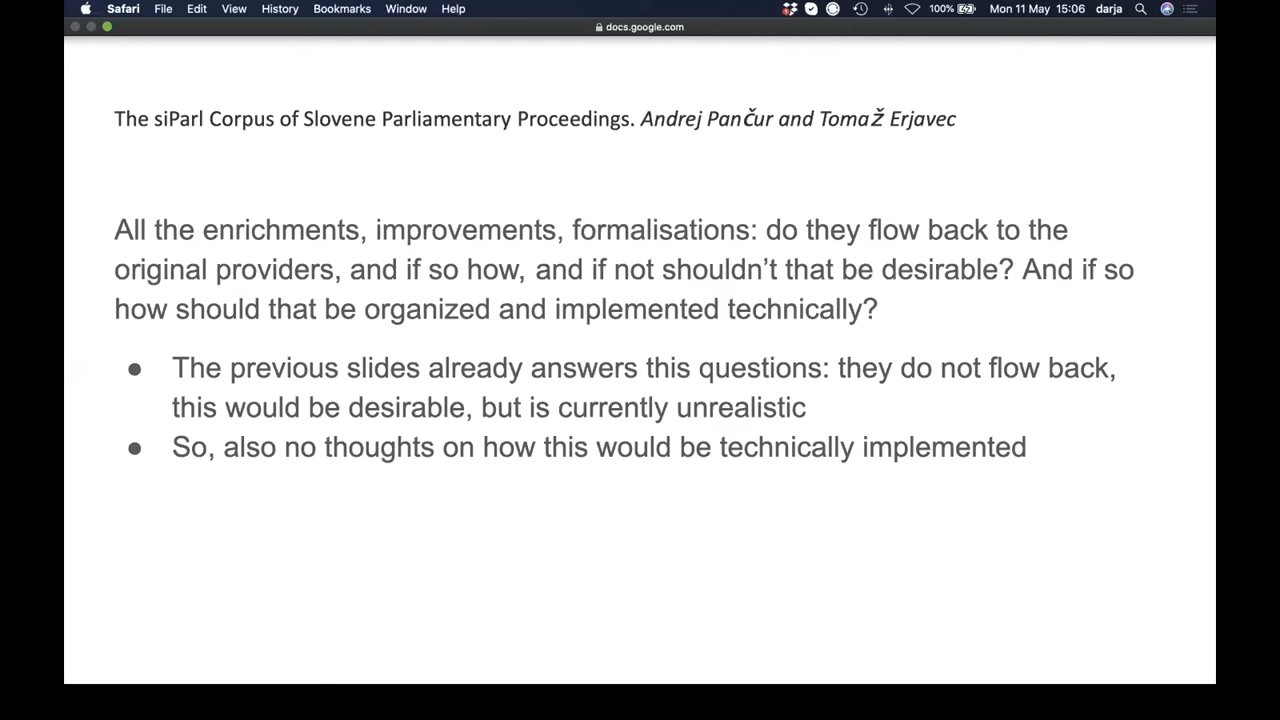 Safari File Edit View History Bookmarks Window Help 100% Mon 11 May 15:06 darja
docs.google.com
The siParl Corpus of Slovene Parliamentary Proceedings. Andrej Pančur and Tomaž Erjavec
All the enrichments, improvements, formalisations: do they flow back to the
original providers, and if so how, and if not shouldn’t that be desirable? And if so
how should that be organized and implemented technically?
● The previous slides already answers this questions: they do not flow back,
this would be desirable, but is currently unrealistic
● So, also no thoughts on how this would be technically implemented